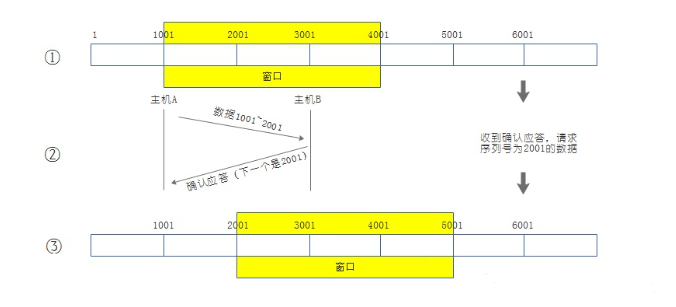 1 1001 2001 3001 4001 5001 6001
①
窗口
主机A 主机B
数据1001~2001
收到确认应答，请求
序列号为2001的数据
②
确认应答（下一个是2001）
1001 2001 3001 4001 5001 6001
③
窗口